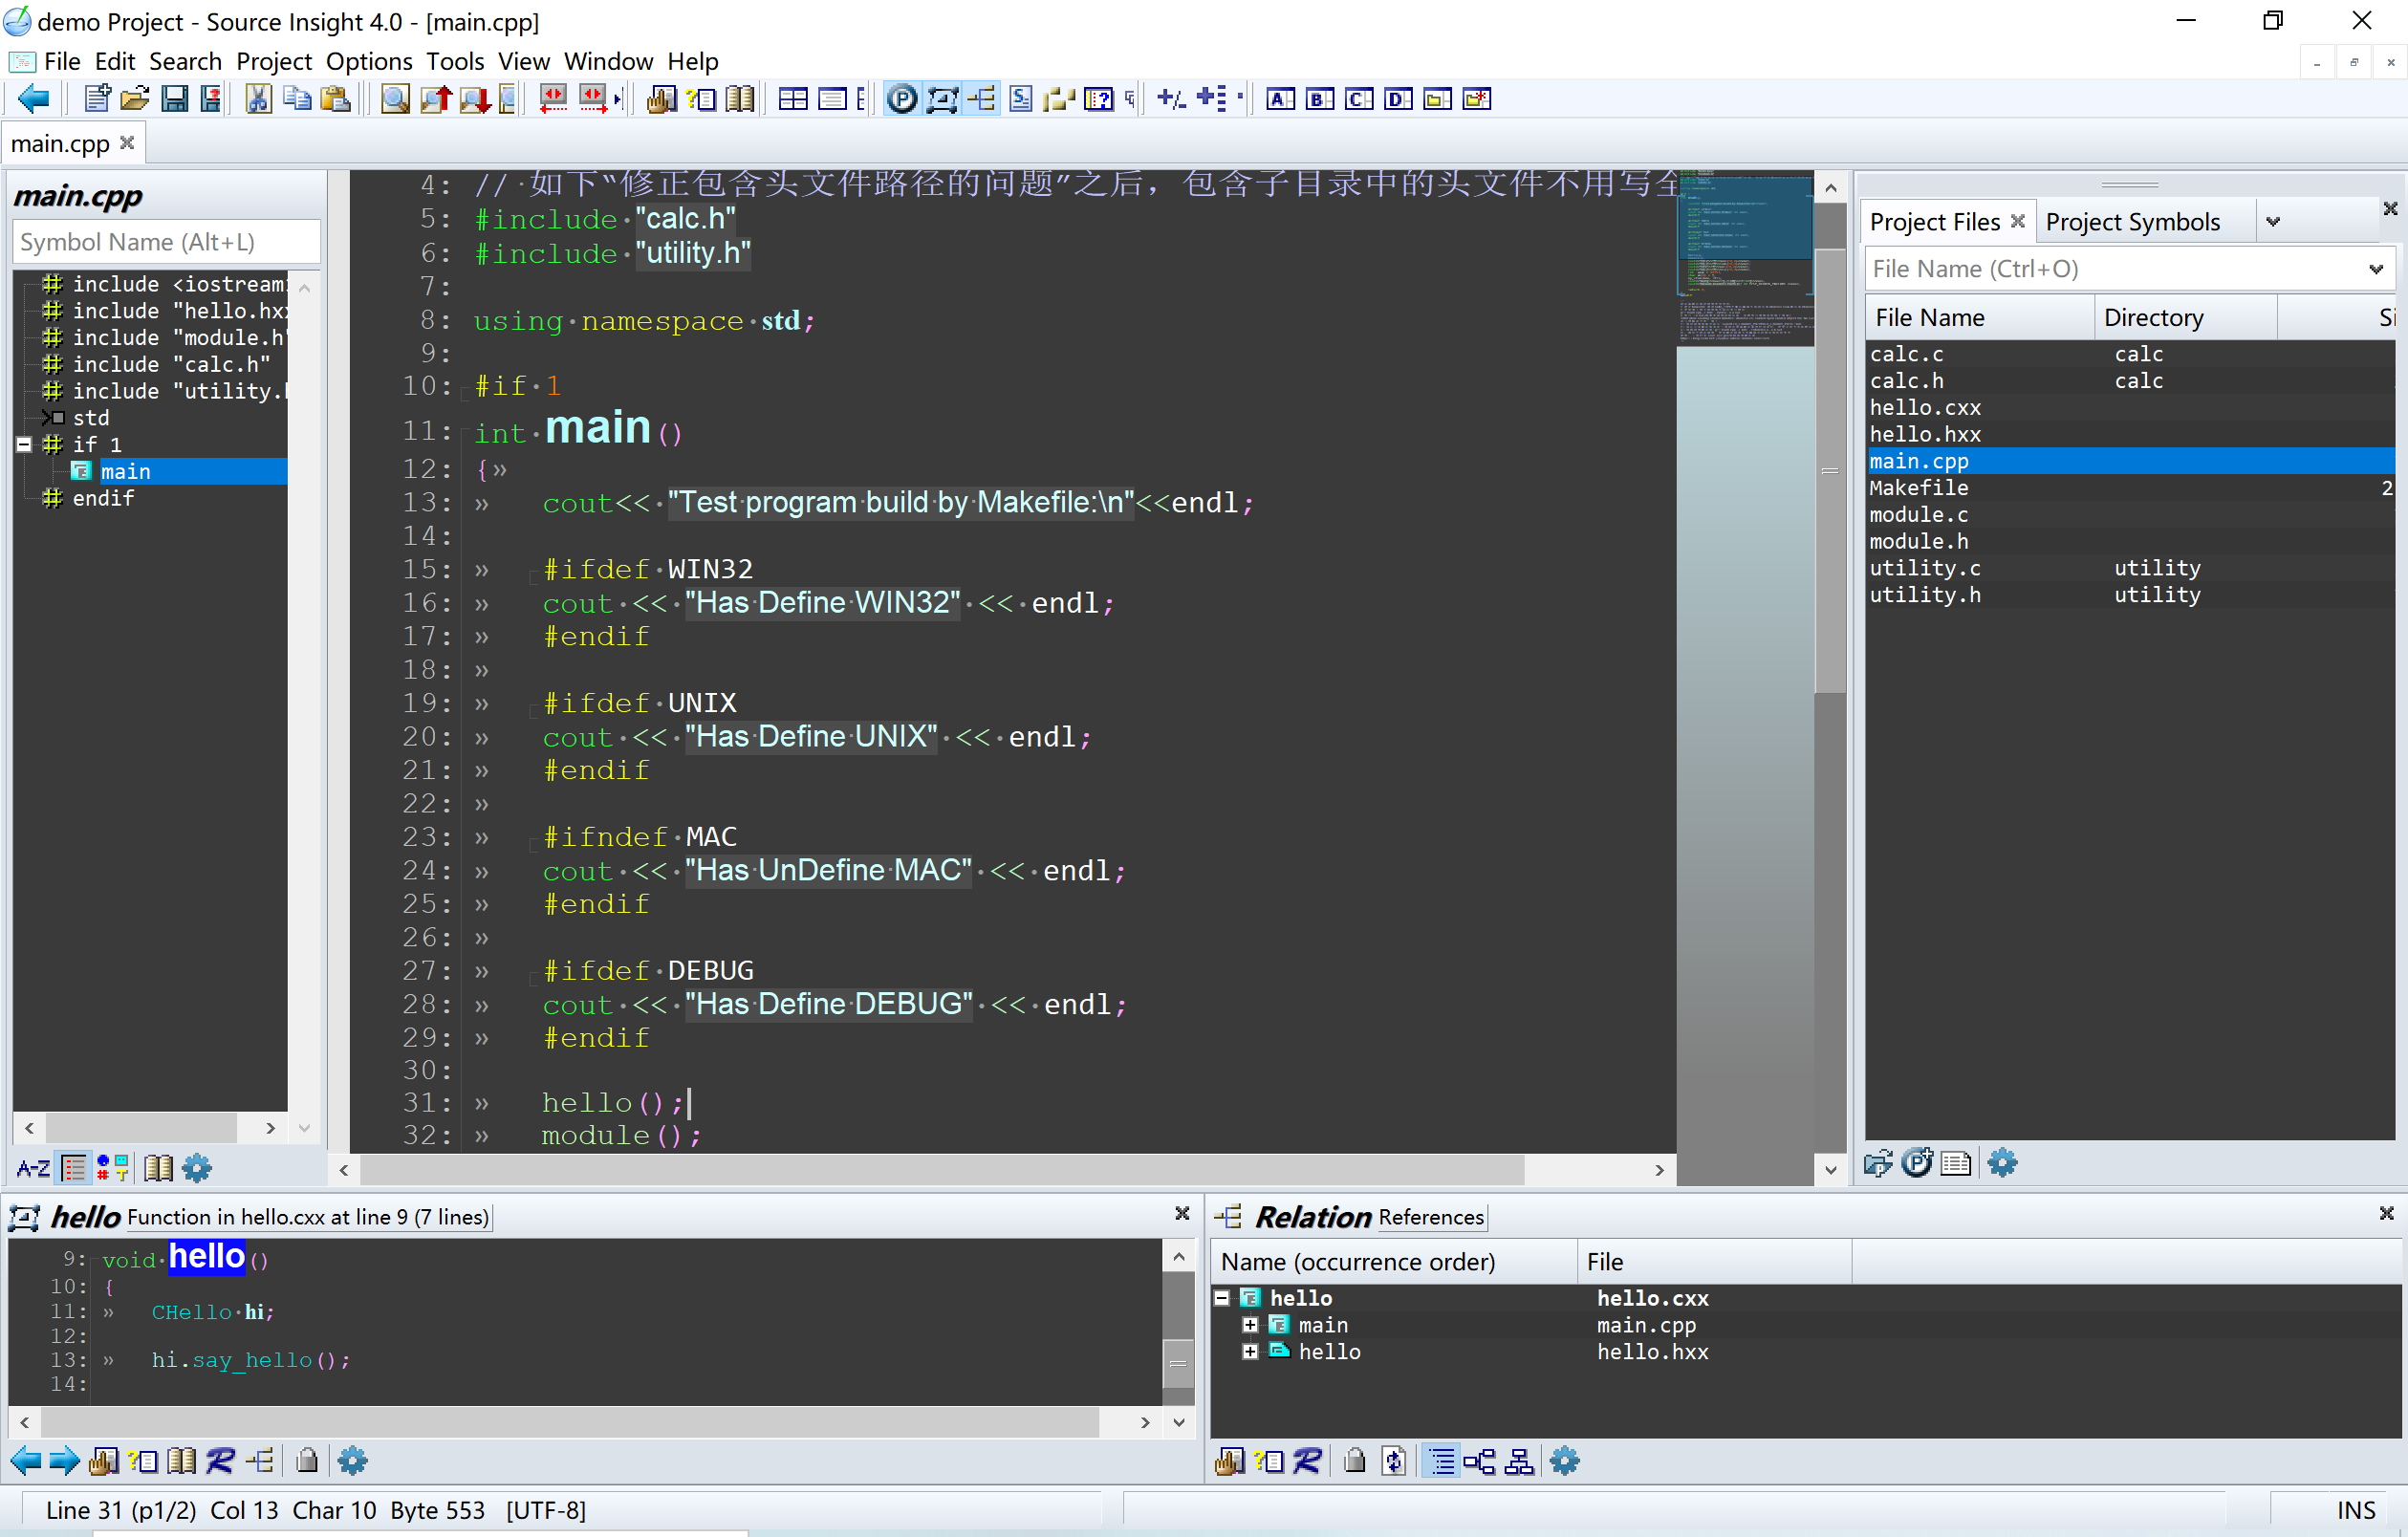 demo Project - Source Insight 4.0 - [main.cpp]
File Edit Search Project Options Tools View Window Help
main.cpp
main.cpp
Symbol Name (Alt+L)
include <iostream
include "hello.hx
include "module.h"
include "calc.h"
include "utility.
std
if 1
main
endif
A-Z
4: // 如下“修正包含头文件路径的问题”之后，包含子目录中的头文件不用写全
5: #include "calc.h"
6: #include "utility.h"
7:
8: using namespace std;
9:
10: #if 1
11: int main()
12: {»
13: » cout<< "Test program build by Makefile:\n"<<endl;
14:
15: » #ifdef WIN32
16: » cout << "Has Define WIN32" << endl;
17: » #endif
18: »
19: » #ifdef UNIX
20: » cout << "Has Define UNIX" << endl;
21: » #endif
22: »
23: » #ifndef MAC
24: » cout << "Has UnDefine MAC" << endl;
25: » #endif
26: »
27: » #ifdef DEBUG
28: » cout << "Has Define DEBUG" << endl;
29: » #endif
30:
31: » hello();
32: » module();
Project Files Project Symbols
File Name (Ctrl+O)
File Name Directory Si
calc.c calc
calc.h calc
hello.cxx
hello.hxx
main.cpp
Makefile 2
module.c
module.h
utility.c utility
utility.h utility
hello Function in hello.cxx at line 9 (7 lines)
9: void hello()
10: {
11: » CHello hi;
12:
13: » hi.say_hello();
14:
Relation References
Name (occurrence order) File
hello hello.cxx
main main.cpp
hello hello.hxx
Line 31 (p1/2) Col 13 Char 10 Byte 553 [UTF-8]
INS